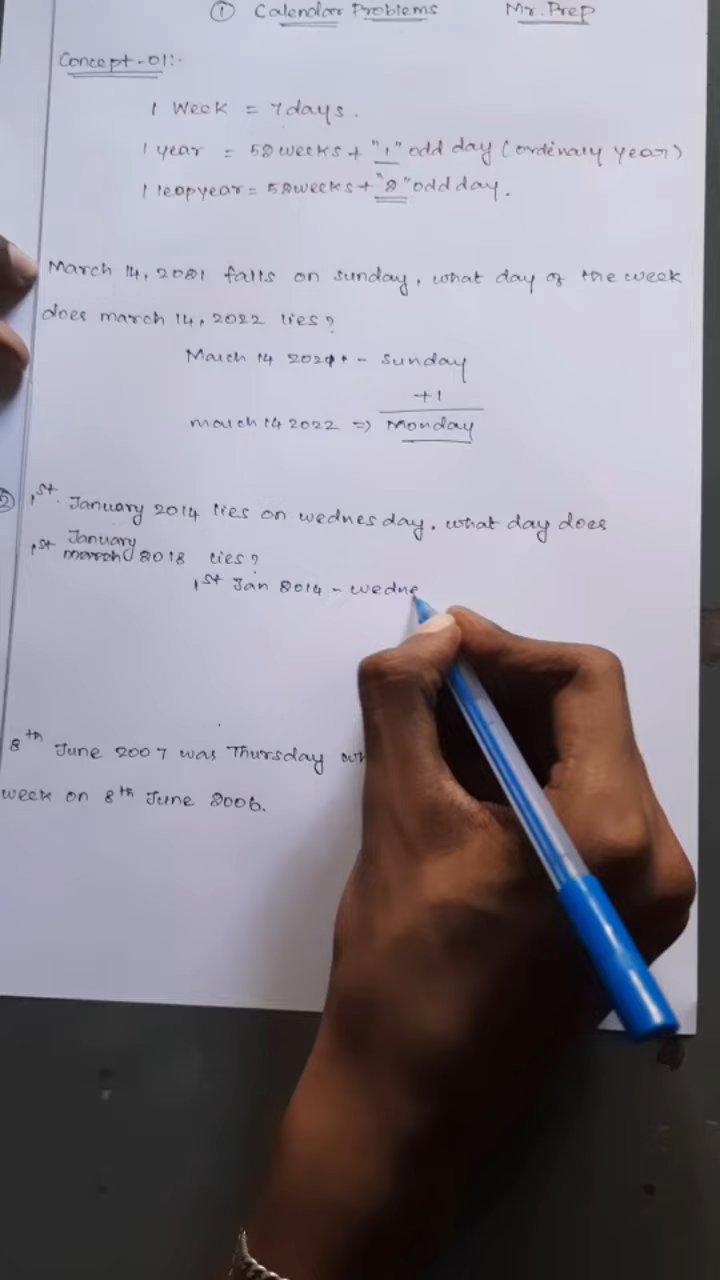 ① Calendar Problems Mr. Prep
Concept-01:-
1 Week = 7days.
1 year = 52 weeks + "1" odd day (ordinary year)
1 leapyear = 52weeks + "2" odd day.
March 14, 2021 falls on sunday, what day of the week
does march 14, 2022 lies?
March 14 2021 - sunday
+1
march 14 2022 => Monday
② 1st January 2014 lies on wednesday, what day does
1st January 2018 lies?
1st Jan 2014 - wedne
8th June 2007 was Thursday
week on 8th June 2006.